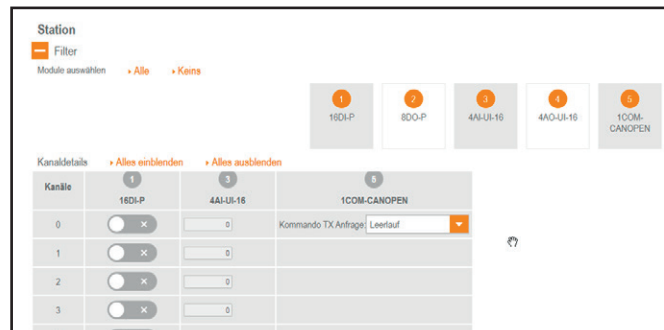 Station
Filter
Module auswählen › Alle › Keins
1 2 3 4 5
16DI-P 8DO-P 4AI-UI-16 4AO-UI-16 1COM-
CANOPEN
Kanaldetails › Alles einblenden › Alles ausblenden
Kanäle 1 3 5
16DI-P 4AI-UI-16 1COM-CANOPEN
0 0 Kommando TX Anfrage: Leerlauf
1 0
2 0
3 0